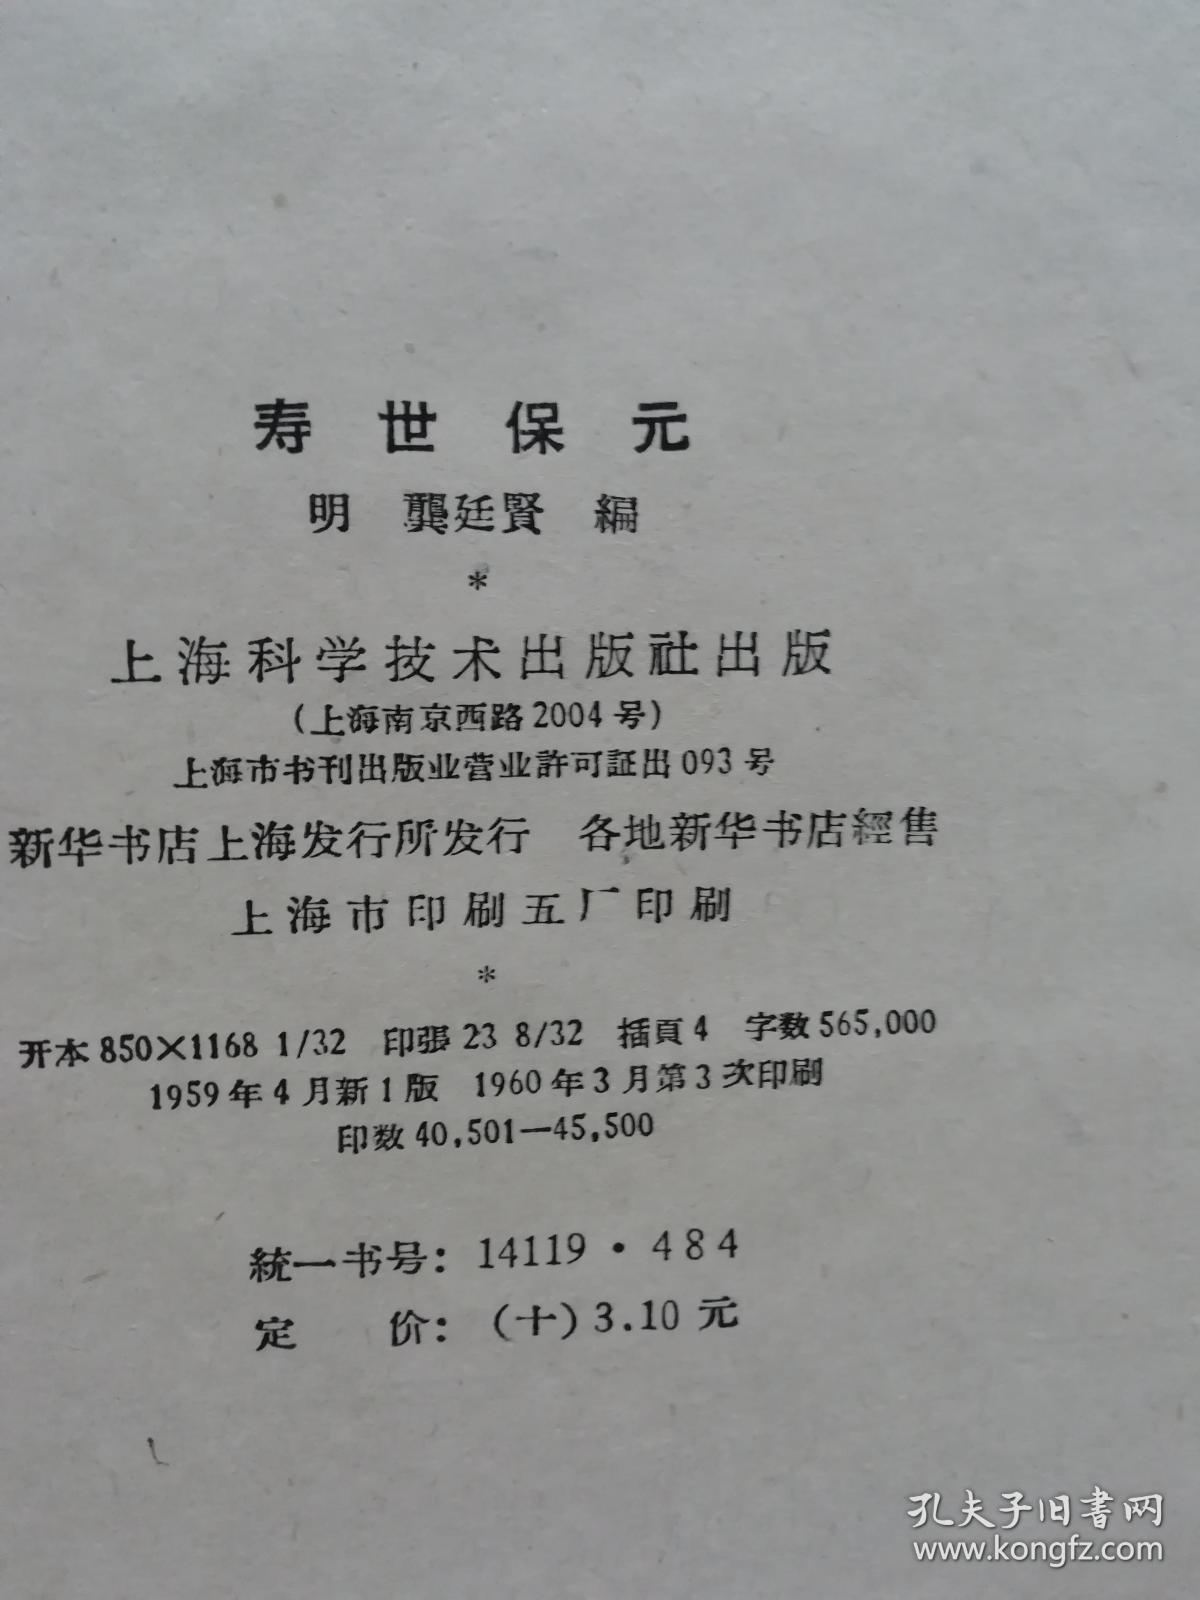 寿世保元
明 龔廷賢 編
*
上海科学技术出版社出版
(上海南京西路2004号)
上海市书刊出版业营业許可証出093号
新华书店上海发行所发行 各地新华书店經售
上海市印刷五厂印刷
*
开本850×1168 1/32 印張23 8/32 插頁4 字数565,000
1959年4月新1版 1960年3月第3次印刷
印数40,501—45,500
統一书号：14119·484
定 价：(十)3.10元
孔夫子旧書网
www.kongfz.com